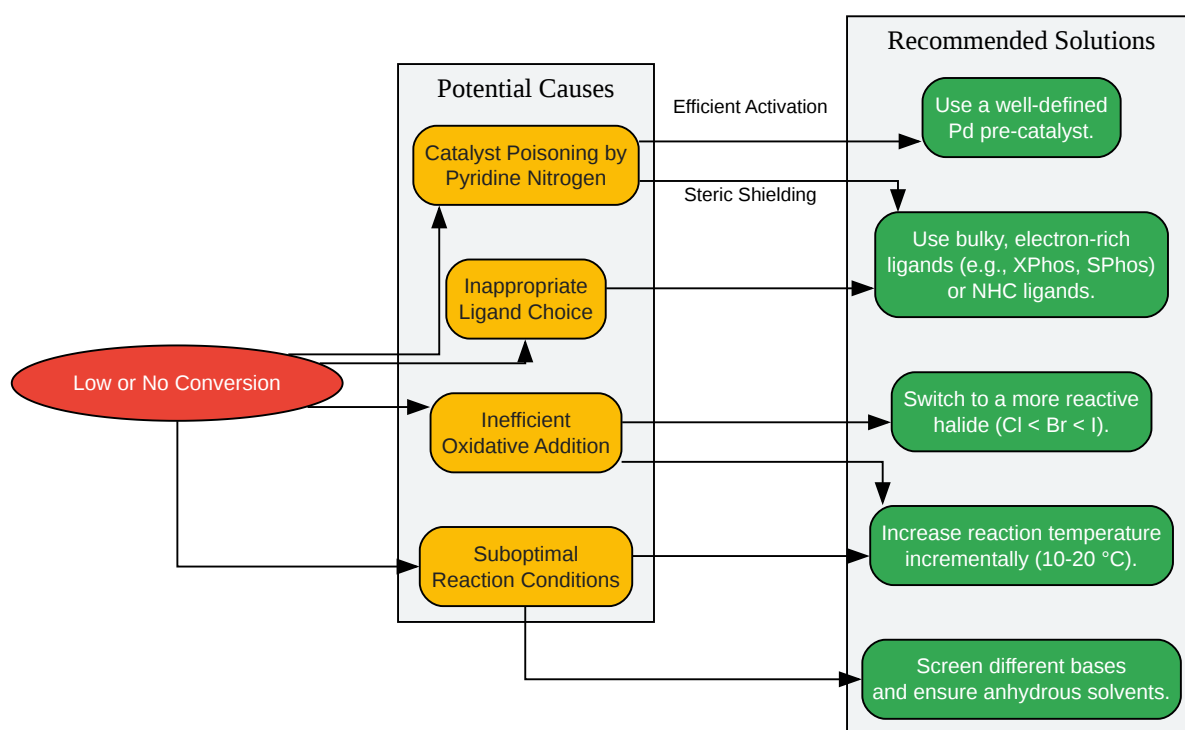 Recommended Solutions
Potential Causes
Efficient Activation
Use a well-defined
Pd pre-catalyst.
Catalyst Poisoning by
Pyridine Nitrogen
Steric Shielding
Use bulky, electron-rich
ligands (e.g., XPhos, SPhos)
or NHC ligands.
Inappropriate
Ligand Choice
Low or No Conversion
Switch to a more reactive
halide (Cl < Br < I).
Inefficient
Oxidative Addition
Increase reaction temperature
incrementally (10-20 °C).
Suboptimal
Reaction Conditions
Screen different bases
and ensure anhydrous solvents.